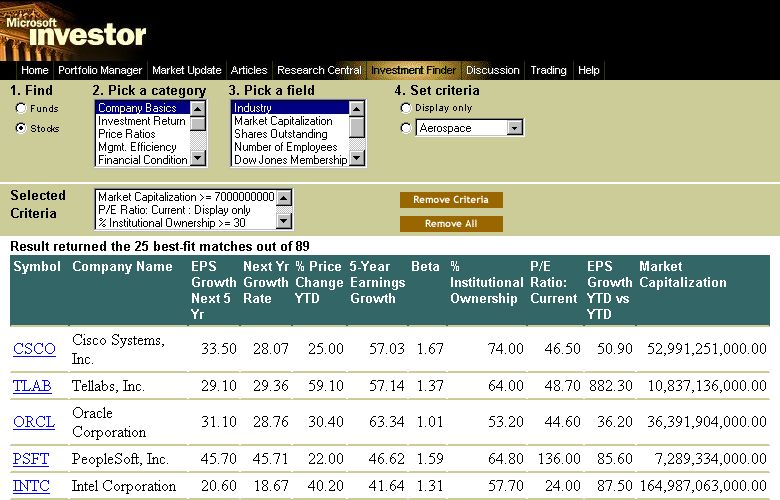 Microsoft
investor
Home Portfolio Manager Market Update Articles Research Central Investment Finder Discussion Trading Help
1. Find 2. Pick a category 3. Pick a field 4. Set criteria
Funds Company Basics Industry Display only
Investment Return Market Capitalization
Stocks Price Ratios Shares Outstanding Aerospace
Mgmt. Efficiency Number of Employees
Financial Condition Dow Jones Membership
Selected Market Capitalization >= 7000000000 Remove Criteria
Criteria P/E Ratio: Current : Display only
% Institutional Ownership >= 30 Remove All
Result returned the 25 best-fit matches out of 89
Symbol Company Name EPS Next Yr % Price 5-Year Beta % P/E EPS Market
Growth Growth Change Earnings Institutional Ratio: Growth Capitalization
Next 5 Rate YTD Growth Ownership Current YTD vs
Yr YTD
CSCO Cisco Systems, 33.50 28.07 25.00 57.03 1.67 74.00 46.50 50.90 52,991,251,000.00
Inc.
TLAB Tellabs, Inc. 29.10 29.36 59.10 57.14 1.37 64.00 48.70 882.30 10,837,136,000.00
ORCL Oracle 31.10 28.76 30.40 63.34 1.01 53.20 44.60 36.20 36,391,904,000.00
Corporation
PSFT PeopleSoft, Inc. 45.70 45.71 22.00 46.62 1.59 64.80 136.00 85.60 7,289,334,000.00
INTC Intel Corporation 20.60 18.67 40.20 41.64 1.31 57.70 24.00 87.50 164,987,063,000.00